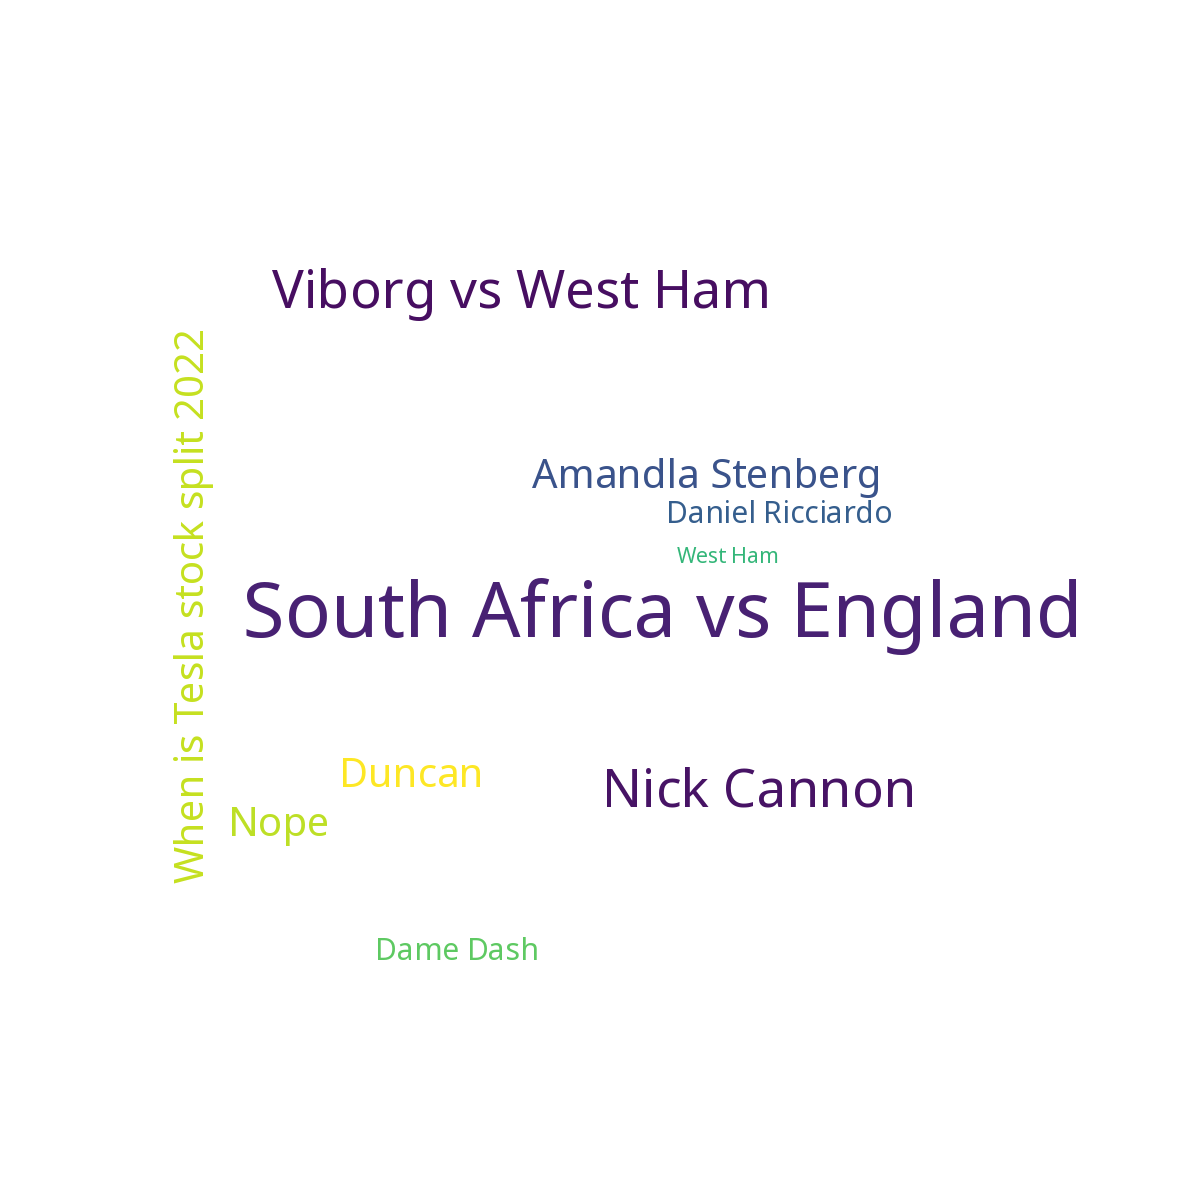 Viborg vs West Ham
When is Tesla stock split 2022
Amandla Stenberg
Daniel Ricciardo
West Ham
South Africa vs England
Duncan
Nick Cannon
Nope
Dame Dash